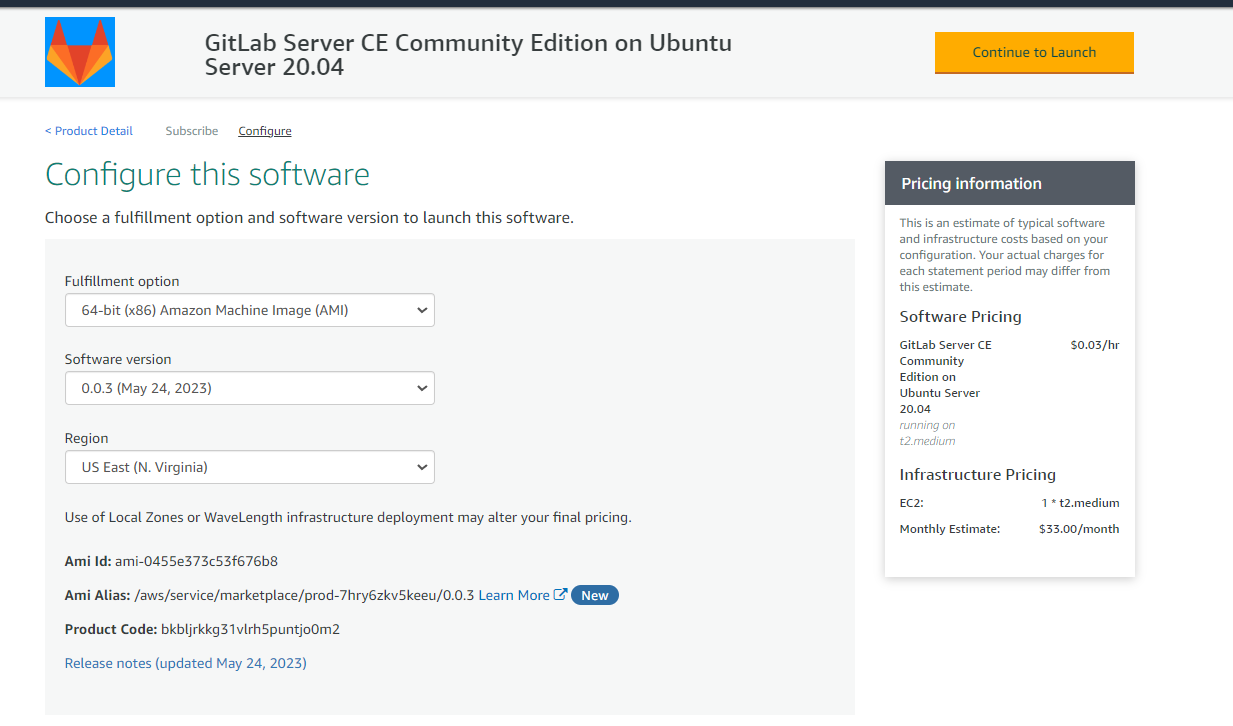 GitLab Server CE Community Edition on Ubuntu
Server 20.04
Continue to Launch
< Product Detail
Subscribe
Configure
Configure this software
Choose a fulfillment option and software version to launch this software.
Fulfillment option
64-bit (x86) Amazon Machine Image (AMI)
Software version
0.0.3 (May 24, 2023)
Region
US East (N. Virginia)
Use of Local Zones or WaveLength infrastructure deployment may alter your final pricing.
Ami Id: ami-0455e373c53f676b8
Ami Alias: /aws/service/marketplace/prod-7hry6zkv5keeu/0.0.3 Learn More New
Product Code: bkbljrkkg31vlrh5puntjo0m2
Release notes (updated May 24, 2023)
Pricing information
This is an estimate of typical software
and infrastructure costs based on your
configuration. Your actual charges for
each statement period may differ from
this estimate.
Software Pricing
GitLab Server CE $0.03/hr
Community
Edition on
Ubuntu Server
20.04
running on
t2.medium
Infrastructure Pricing
EC2: 1 * t2.medium
Monthly Estimate: $33.00/month